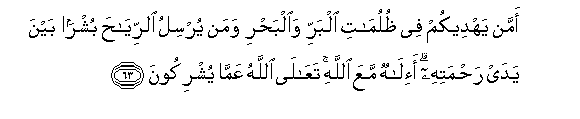 أَمَّن يَهْدِيكُمْ فِى ظُلُمَـٰتِ ٱلْبَرِّ وَٱلْبَحْرِ وَمَن يُرْسِلُ ٱلرِّيَـٰحَ بُشْرًۢا بَيْنَ
يَدَىْ رَحْمَتِهِۦٓ ۗ أَءِلَـٰهٌ مَّعَ ٱللَّهِ ۚ تَعَـٰلَى ٱللَّهُ عَمَّا يُشْرِكُونَ ٦٣